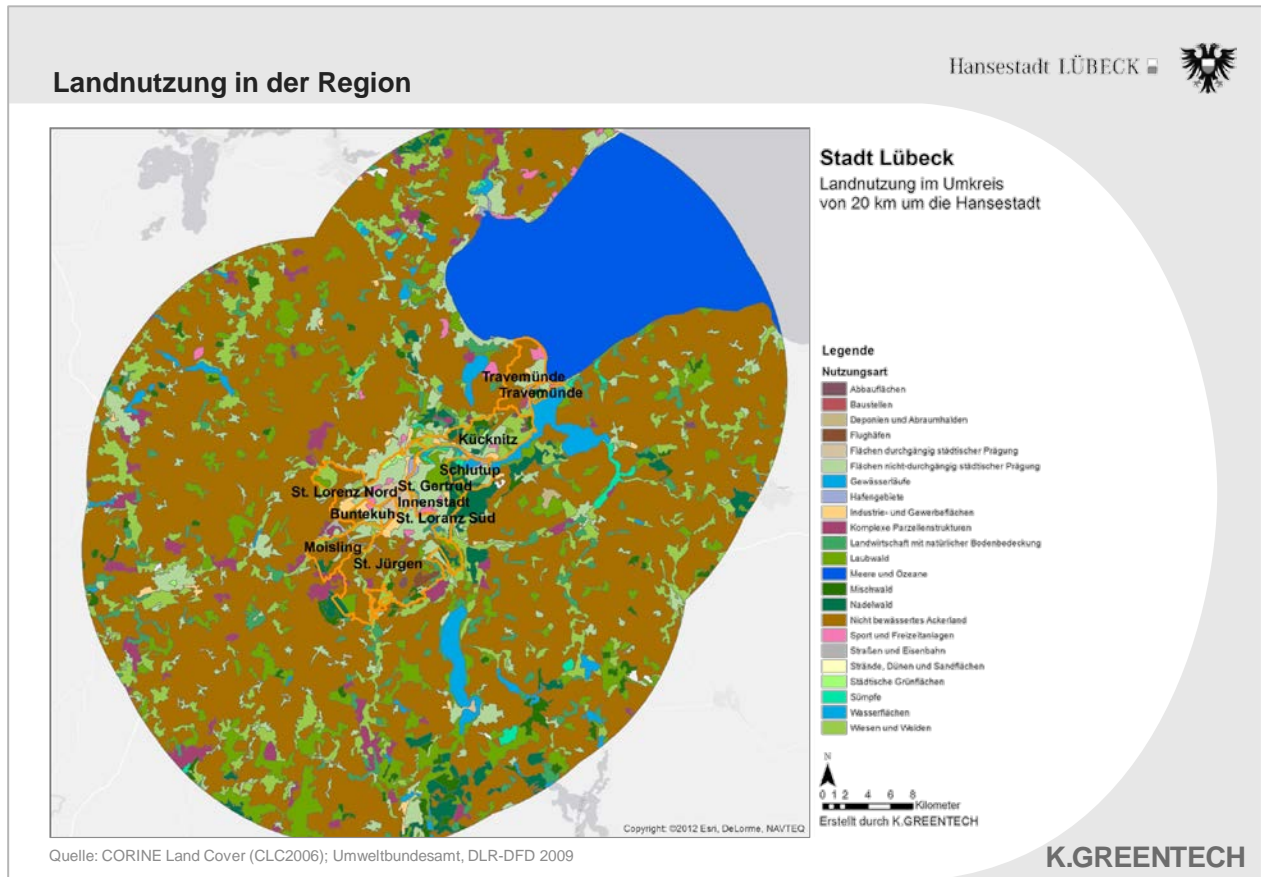 Landnutzung in der Region
Hansestadt LÜBECK
Stadt Lübeck
Landnutzung im Umkreis
von 20 km um die Hansestadt
Travemünde
Travemünde
Kücknitz
Schlutup
St. Gertrud
St. Lorenz Nord
Innenstadt
Buntekuh
St. Loranz Süd
Moisling
St. Jürgen
Legende
Nutzungsart
Abbauflächen
Baustellen
Deponien und Abraumhalden
Flughäfen
Flächen durchgängig städtischer Prägung
Flächen nicht-durchgängig städtischer Prägung
Gewässerläufe
Hafengebiete
Industrie- und Gewerbeflächen
Komplexe Parzellenstrukturen
Landwirtschaft mit natürlicher Bodenbedeckung
Laubwald
Meere und Ozeane
Mischwald
Nadelwald
Nicht bewässertes Ackerland
Sport und Freizeitanlagen
Straßen und Eisenbahn
Strände, Dünen und Sandflächen
Städtische Grünflächen
Sümpfe
Wasserflächen
Wiesen und Weiden
N
0 1 2 4 6 8
Kilometer
Erstellt durch K.GREENTECH
Copyright: ©2012 Esri, DeLorme, NAVTEQ
Quelle: CORINE Land Cover (CLC2006); Umweltbundesamt, DLR-DFD 2009
K.GREENTECH